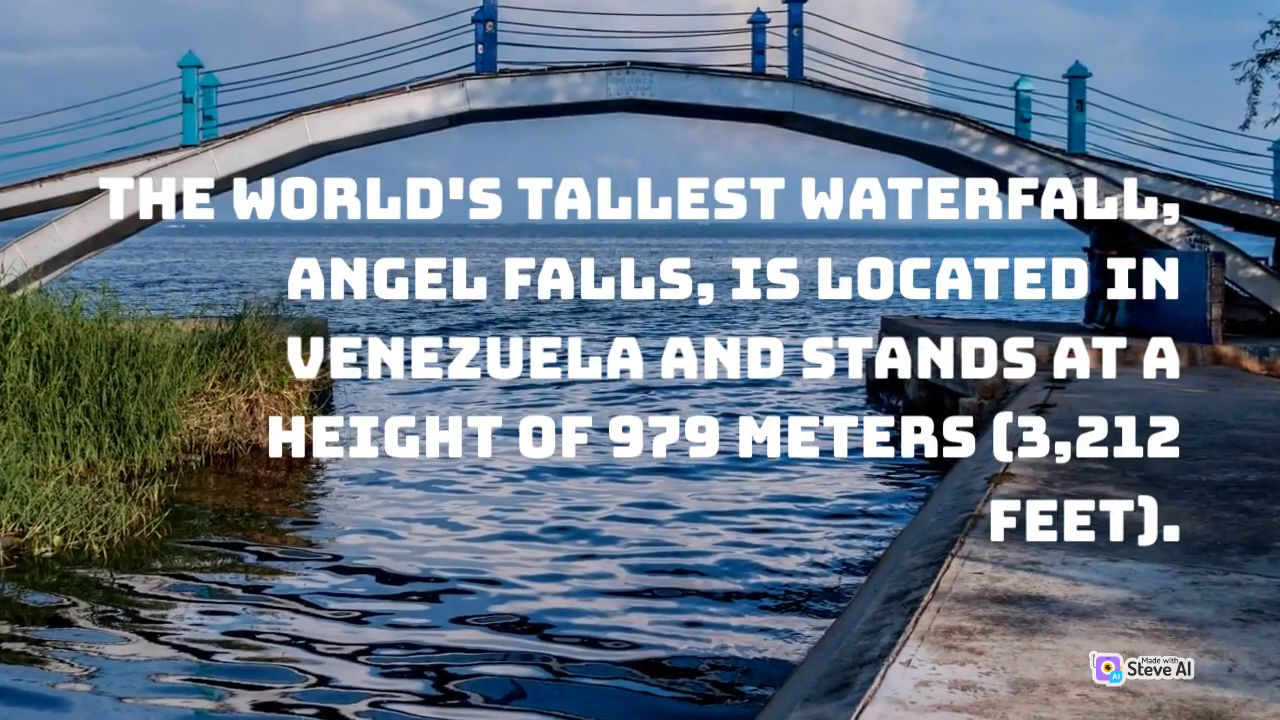 THE WORLD'S TALLEST WATERFALL,
ANGEL FALLS, IS LOCATED IN
VENEZUELA AND STANDS AT A
HEIGHT OF 979 METERS (3,212
FEET).
Made with
Steve AI